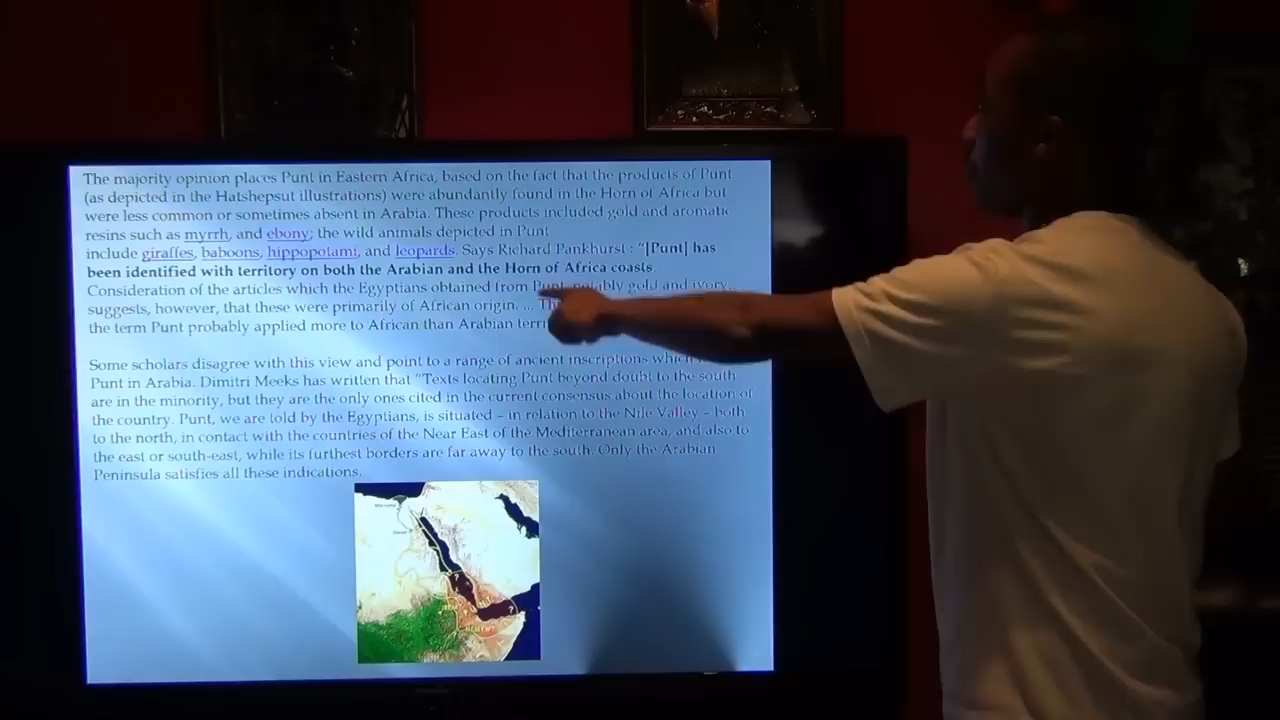 The majority opinion places Punt in Eastern Africa, based on the fact that the products of Punt
(as depicted in the Hatshepsut illustrations) were abundantly found in the Horn of Africa but
were less common or sometimes absent in Arabia. These products included gold and aromatic
resins such as myrrh, and ebony; the wild animals depicted in Punt
include giraffes, baboons, hippopotami, and leopards. Says Richard Pankhurst : "[Punt] has
been identified with territory on both the Arabian and the Horn of Africa coasts.
Consideration of the articles which the Egyptians obtained from Punt, notably gold and ivory,
suggests, however, that these were primarily of African origin. ...
the term Punt probably applied more to African than Arabian
Some scholars disagree with this view and point to a range of ancient inscriptions which
Punt in Arabia. Dimitri Meeks has written that "Texts locating Punt beyond doubt to the south
are in the minority, but they are the only ones cited in the current consensus about the location of
the country. Punt, we are told by the Egyptians, is situated – in relation to the Nile Valley – both
to the north, in contact with the countries of the Near East of the Mediterranean area, and also to
the east or south-east, while its furthest borders are far away to the south. Only the Arabian
Peninsula satisfies all these indications.
?
?